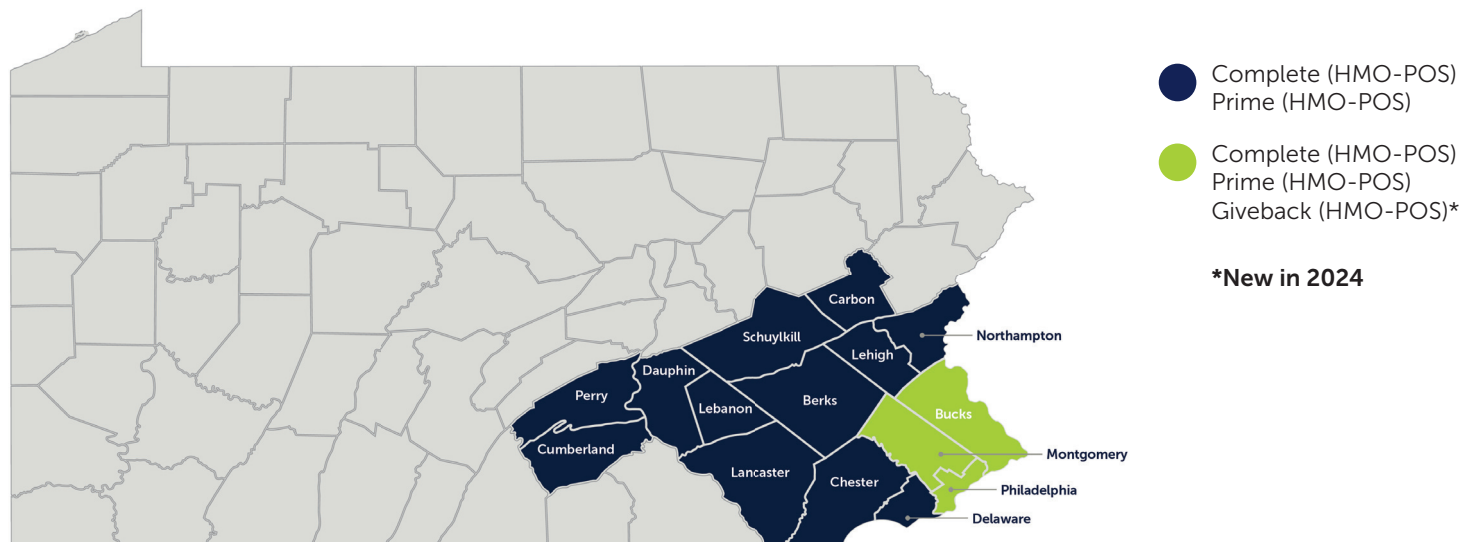 Complete (HMO-POS)
Prime (HMO-POS)
Complete (HMO-POS)
Prime (HMO-POS)
Giveback (HMO-POS)*
*New in 2024
Carbon
Northampton
Schuylkill
Lehigh
Dauphin
Perry
Berks
Lebanon
Bucks
Cumberland
Montgomery
Lancaster
Chester
Philadelphia
Delaware